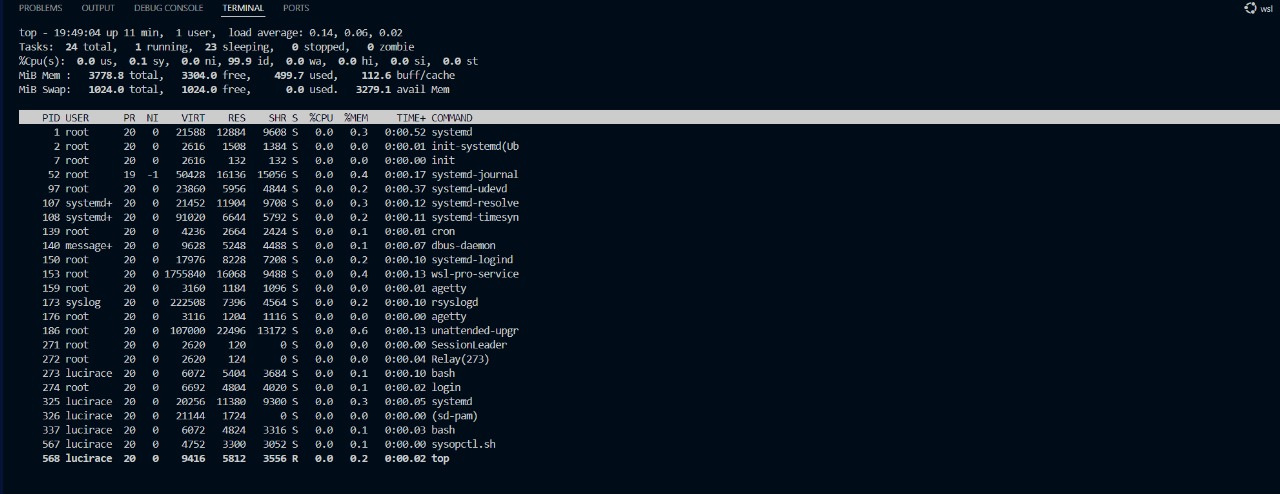 PROBLEMS OUTPUT DEBUG CONSOLE TERMINAL PORTS wsl
top - 19:49:04 up 11 min, 1 user, load average: 0.14, 0.06, 0.02
Tasks: 24 total, 1 running, 23 sleeping, 0 stopped, 0 zombie
%Cpu(s): 0.0 us, 0.1 sy, 0.0 ni, 99.9 id, 0.0 wa, 0.0 hi, 0.0 si, 0.0 st
MiB Mem : 3778.8 total, 3304.0 free, 499.7 used, 112.6 buff/cache
MiB Swap: 1024.0 total, 1024.0 free, 0.0 used. 3279.1 avail Mem
PID USER PR NI VIRT RES SHR S %CPU %MEM TIME+ COMMAND
1 root 20 0 21588 12884 9608 S 0.0 0.3 0:00.52 systemd
2 root 20 0 2616 1508 1384 S 0.0 0.0 0:00.01 init-systemd(Ub
7 root 20 0 2616 132 132 S 0.0 0.0 0:00.00 init
52 root 19 -1 50428 16136 15056 S 0.0 0.4 0:00.17 systemd-journal
97 root 20 0 23860 5956 4844 S 0.0 0.2 0:00.37 systemd-udevd
107 systemd+ 20 0 21452 11904 9708 S 0.0 0.3 0:00.12 systemd-resolve
108 systemd+ 20 0 91020 6644 5792 S 0.0 0.2 0:00.11 systemd-timesyn
139 root 20 0 4236 2664 2424 S 0.0 0.1 0:00.01 cron
140 message+ 20 0 9628 5248 4488 S 0.0 0.1 0:00.07 dbus-daemon
150 root 20 0 17976 8228 7208 S 0.0 0.2 0:00.10 systemd-logind
153 root 20 0 1755840 16068 9488 S 0.0 0.4 0:00.13 wsl-pro-service
159 root 20 0 3160 1184 1096 S 0.0 0.0 0:00.01 agetty
173 syslog 20 0 222508 7396 4564 S 0.0 0.2 0:00.10 rsyslogd
176 root 20 0 3116 1204 1116 S 0.0 0.0 0:00.00 agetty
186 root 20 0 107000 22496 13172 S 0.0 0.6 0:00.13 unattended-upgr
271 root 20 0 2620 120 0 S 0.0 0.0 0:00.00 SessionLeader
272 root 20 0 2620 124 0 S 0.0 0.0 0:00.04 Relay(273)
273 lucirace 20 0 6072 5404 3684 S 0.0 0.1 0:00.10 bash
274 root 20 0 6692 4804 4020 S 0.0 0.1 0:00.02 login
325 lucirace 20 0 20256 11380 9300 S 0.0 0.3 0:00.05 systemd
326 lucirace 20 0 21144 1724 0 S 0.0 0.0 0:00.00 (sd-pam)
337 lucirace 20 0 6072 4824 3316 S 0.0 0.1 0:00.03 bash
567 lucirace 20 0 4752 3300 3052 S 0.0 0.1 0:00.00 sysopctl.sh
568 lucirace 20 0 9416 5812 3556 R 0.0 0.2 0:00.02 top